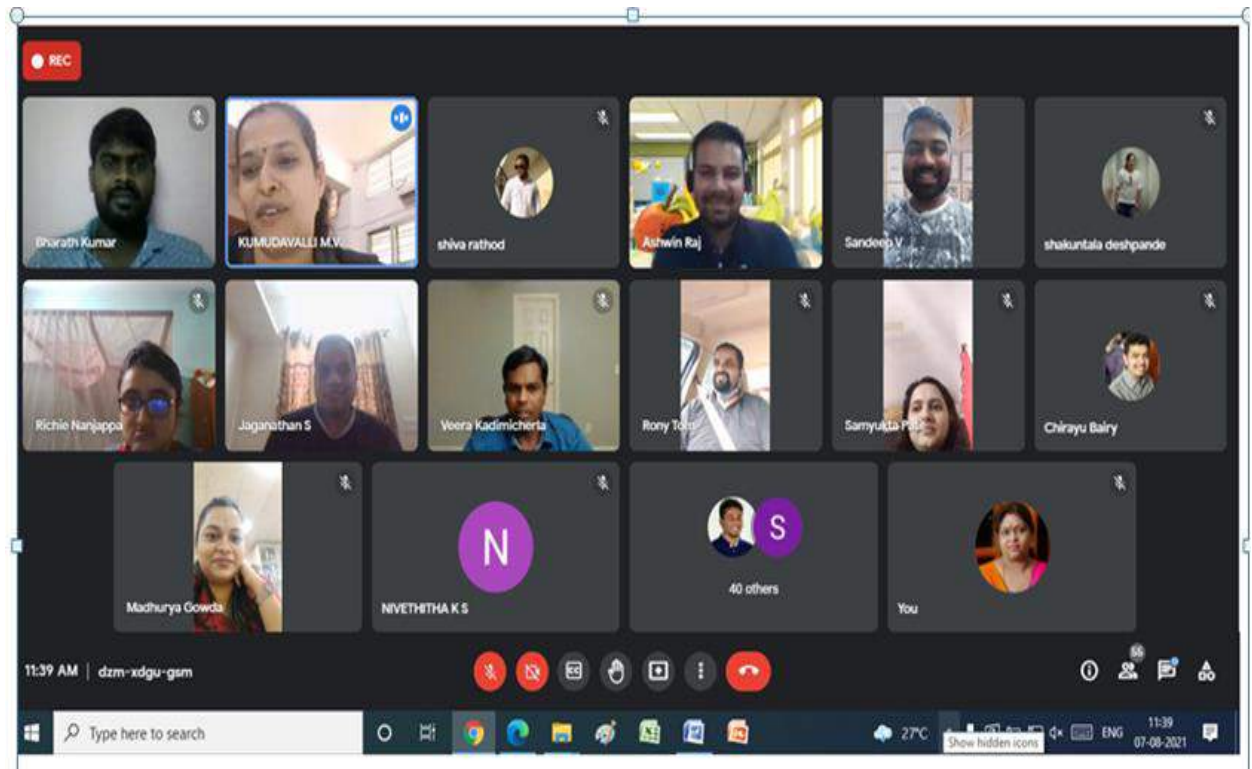 REC
Bharath Kumar
KUMUDAVALLI M.V.
shiva rathod
Ashwin Raj
Sandeep V
shakuntala deshpande
Richie Nanjappa
Jaganathan S
Veera Kadimicherla
Rony Tom
Samyukta
Chirayu Bairy
Madhurya Gowda
N
NIVETHITHA K S
S
40 others
You
11:39 AM | dzm-xdgu-gsm
CC
55
Type here to search
27°C
ENG
11:39
07-08-2021
Show hidden icons